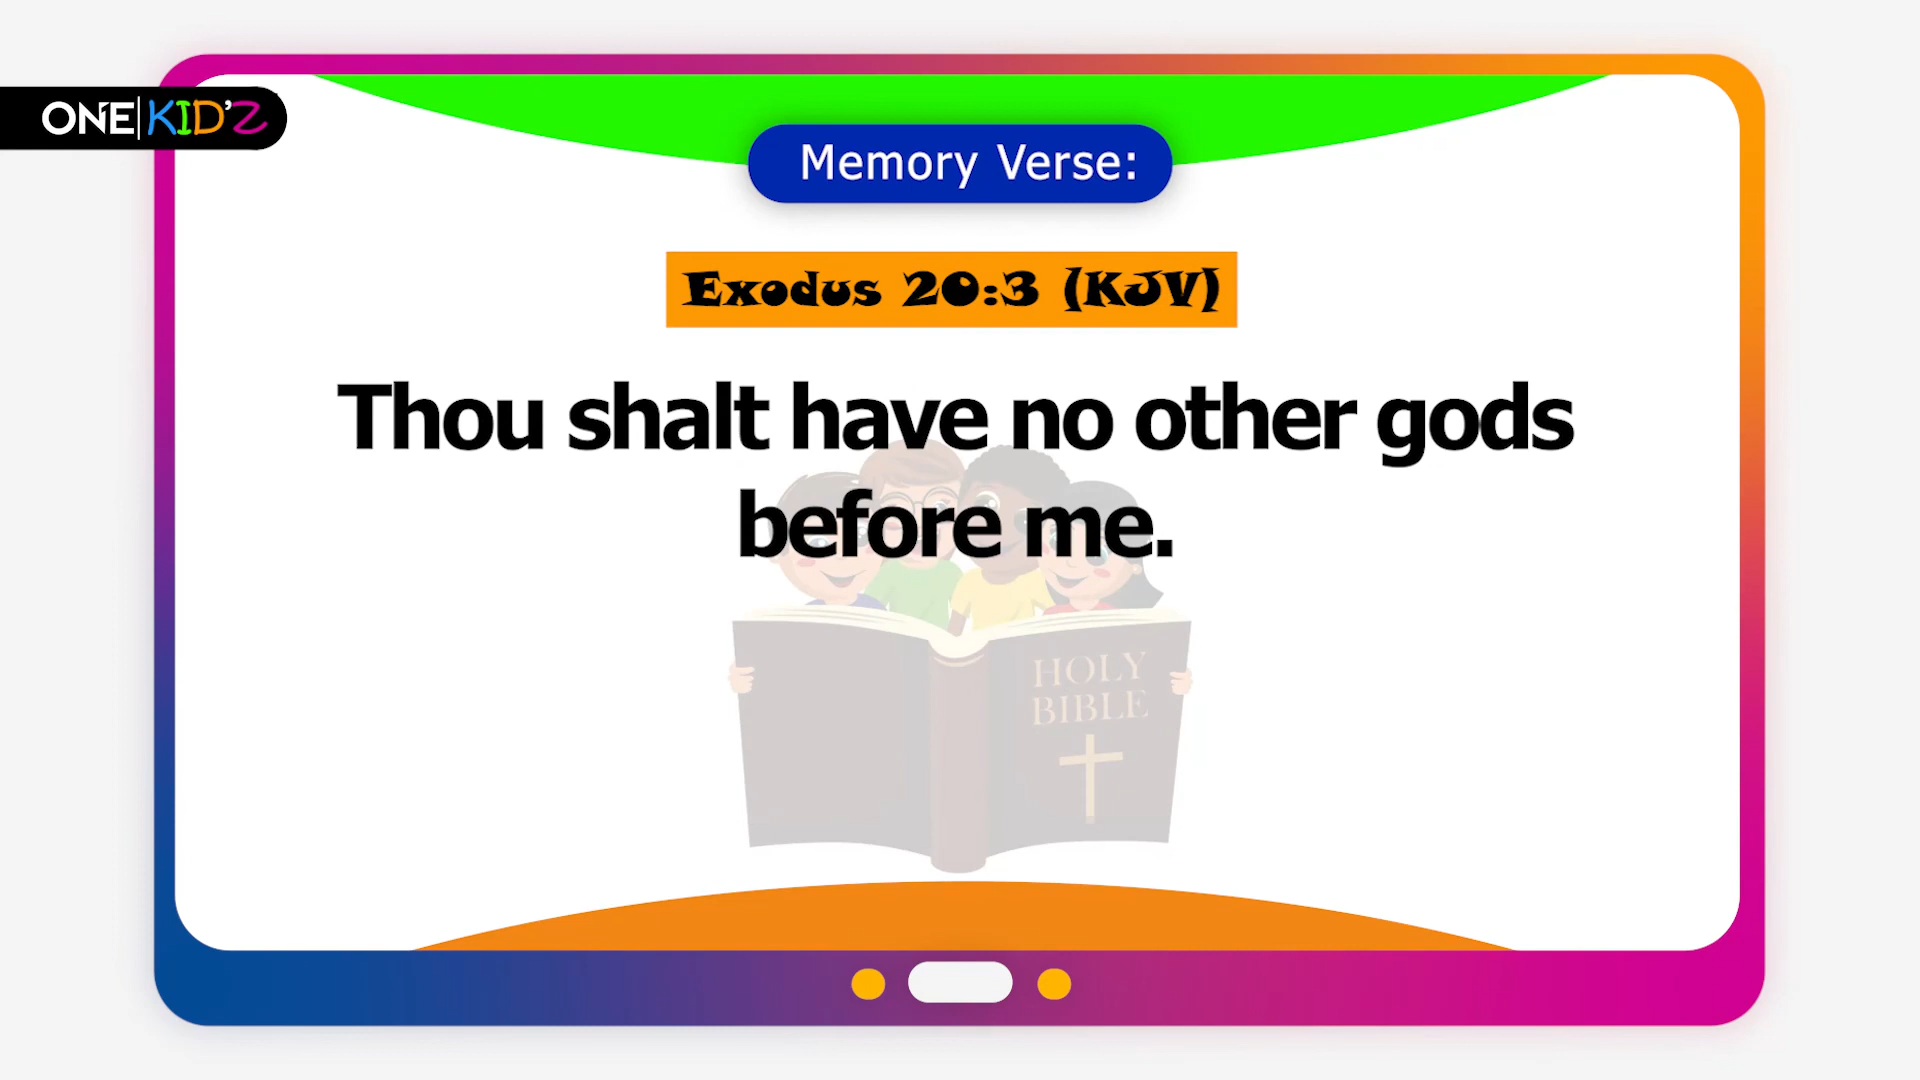 ONE|KID'Z
Memory Verse:
Exodus 20:3 (KJV)
Thou shalt have no other gods
before me.
HOLY
BIBLE